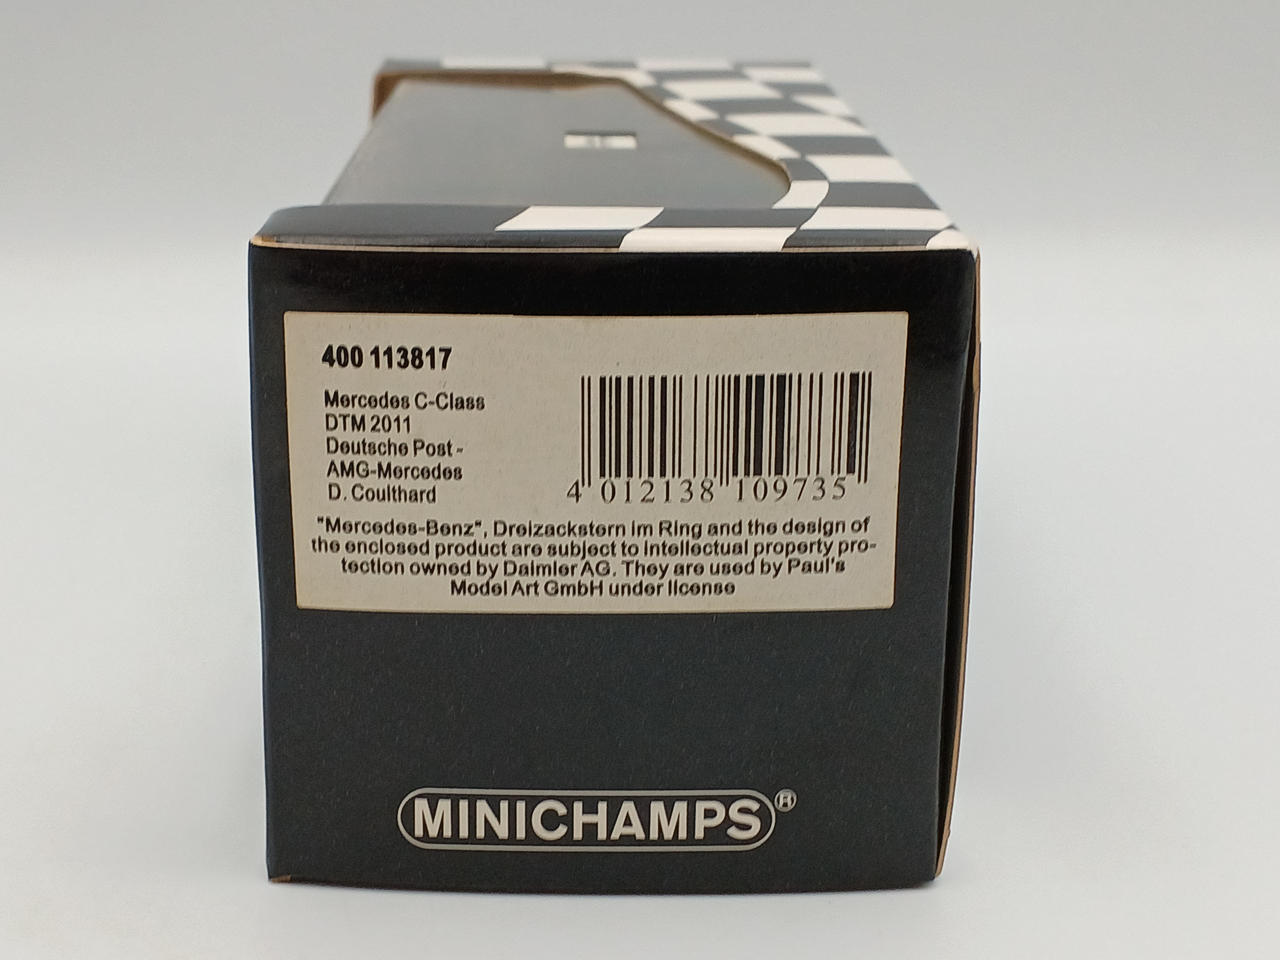 400 113817
Mercedes C-Class
DTM 2011
Deutsche Post -
AMG-Mercedes
D. Coulthard
4 012138 109735
"Mercedes-Benz", Dreizackstern im Ring and the design of
the enclosed product are subject to intellectual property pro-
tection owned by Daimler AG. They are used by Paul's
Model Art GmbH under license
MINICHAMPS®